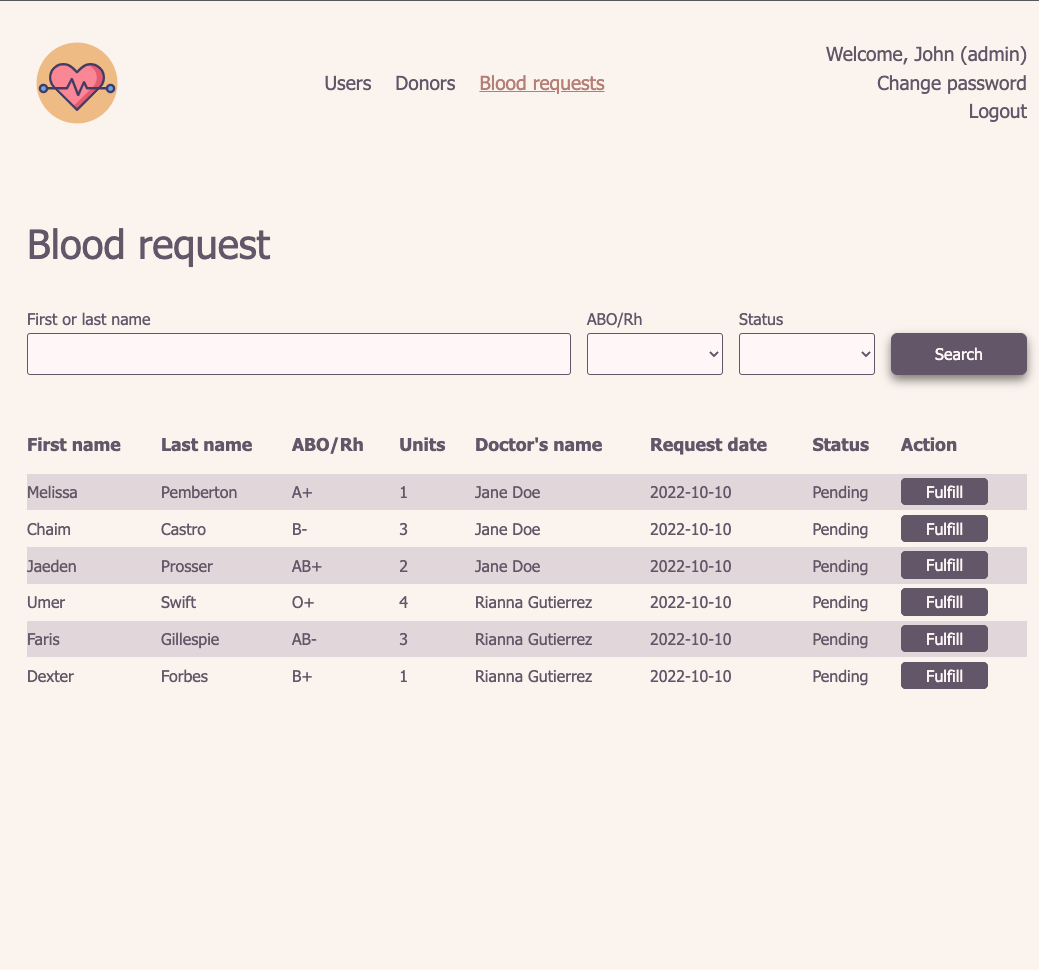 Welcome, John (admin)
Users Donors Blood requests Change password
Logout
Blood request
First or last name ABO/Rh Status
Search
First name Last name ABO/Rh Units Doctor's name Request date Status Action
Melissa Pemberton A+ 1 Jane Doe 2022-10-10 Pending Fulfill
Chaim Castro B- 3 Jane Doe 2022-10-10 Pending Fulfill
Jaeden Prosser AB+ 2 Jane Doe 2022-10-10 Pending Fulfill
Umer Swift O+ 4 Rianna Gutierrez 2022-10-10 Pending Fulfill
Faris Gillespie AB- 3 Rianna Gutierrez 2022-10-10 Pending Fulfill
Dexter Forbes B+ 1 Rianna Gutierrez 2022-10-10 Pending Fulfill